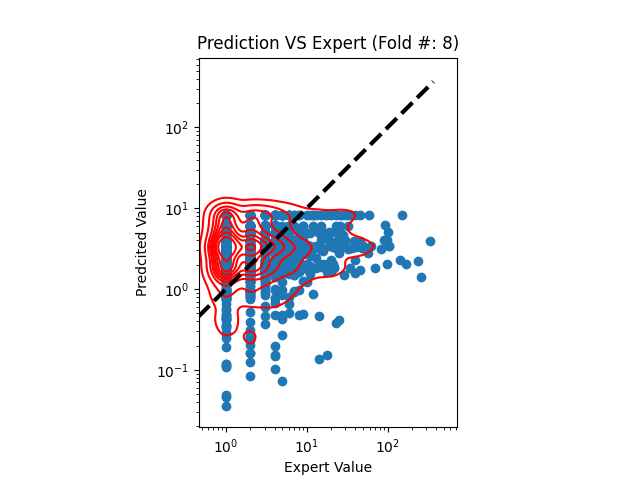 Prediction VS Expert (Fold #: 8)
Predcited Value
10²
10¹
10⁰
10⁻¹
10⁰ 10¹ 10²
Expert Value